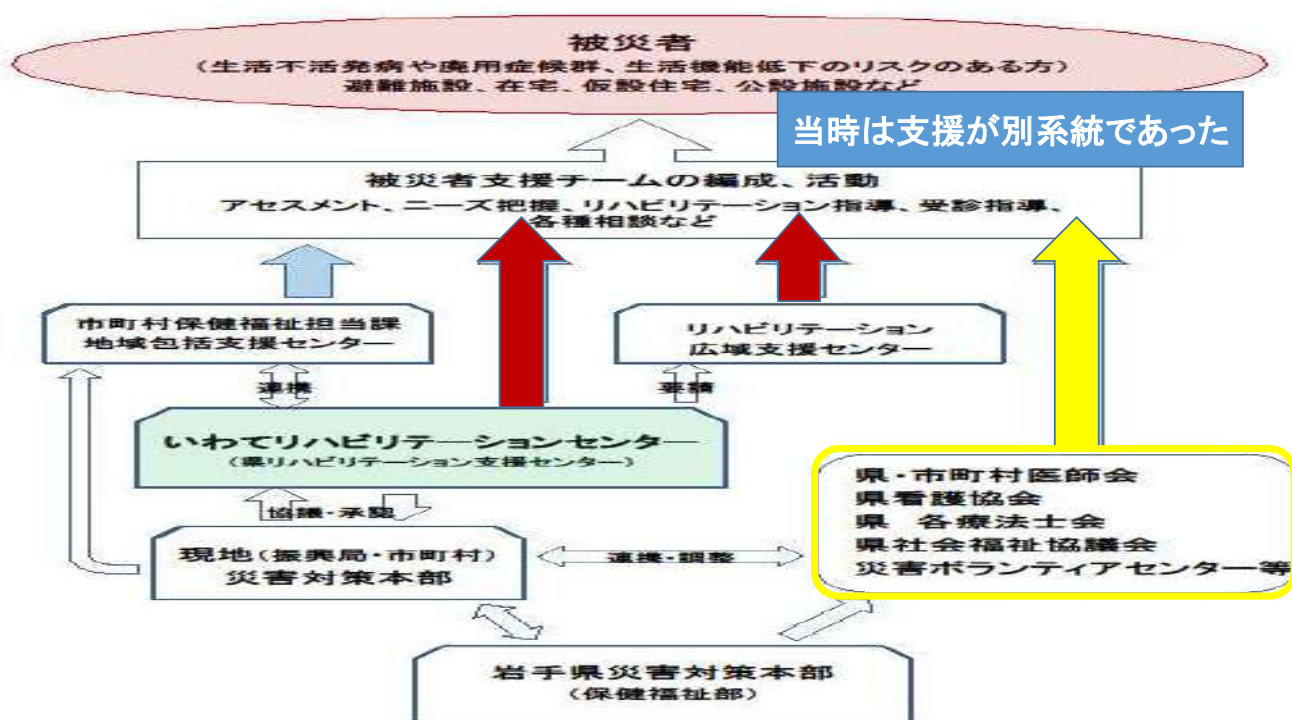 被災者
(生活不活発病や廃用症候群、生活機能低下のリスクのある方)
避難施設、在宅、仮設住宅、公設施設など
当時は支援が別系統であった
被災者支援チームの編成、活動
アセスメント、ニーズ把握、リハビリテーション指導、受診指導、
各種相談など
市町村保健福祉担当課
地域包括支援センター
リハビリテーション
広域支援センター
連携
要請
いわてリハビリテーションセンター
(県リハビリテーション支援センター)
協議・承認
県・市町村医師会
県看護協会
県 各療法士会
県社会福祉協議会
災害ボランティアセンター等
現地(振興局・市町村)
災害対策本部
連携・調整
岩手県災害対策本部
(保健福祉部)